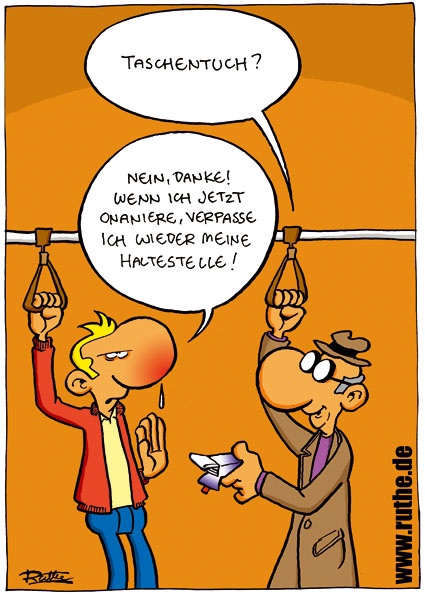 TASCHENTUCH?
NEIN, DANKE!
WENN ICH JETZT
ONANIERE, VERPASSE
ICH WIEDER MEINE
HALTESTELLE!
www.ruthe.de
Ruthe